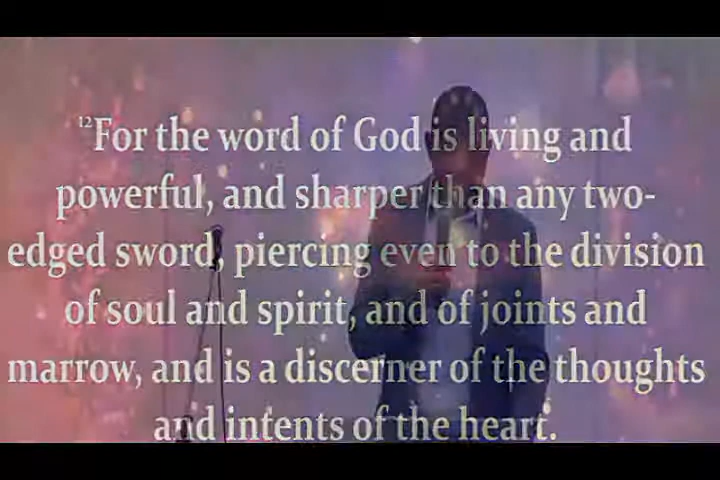 12For the word of God is living and
powerful, and sharper than any two-
edged sword, piercing even to the division
of soul and spirit, and of joints and
marrow, and is a discerner of the thoughts
and intents of the heart.